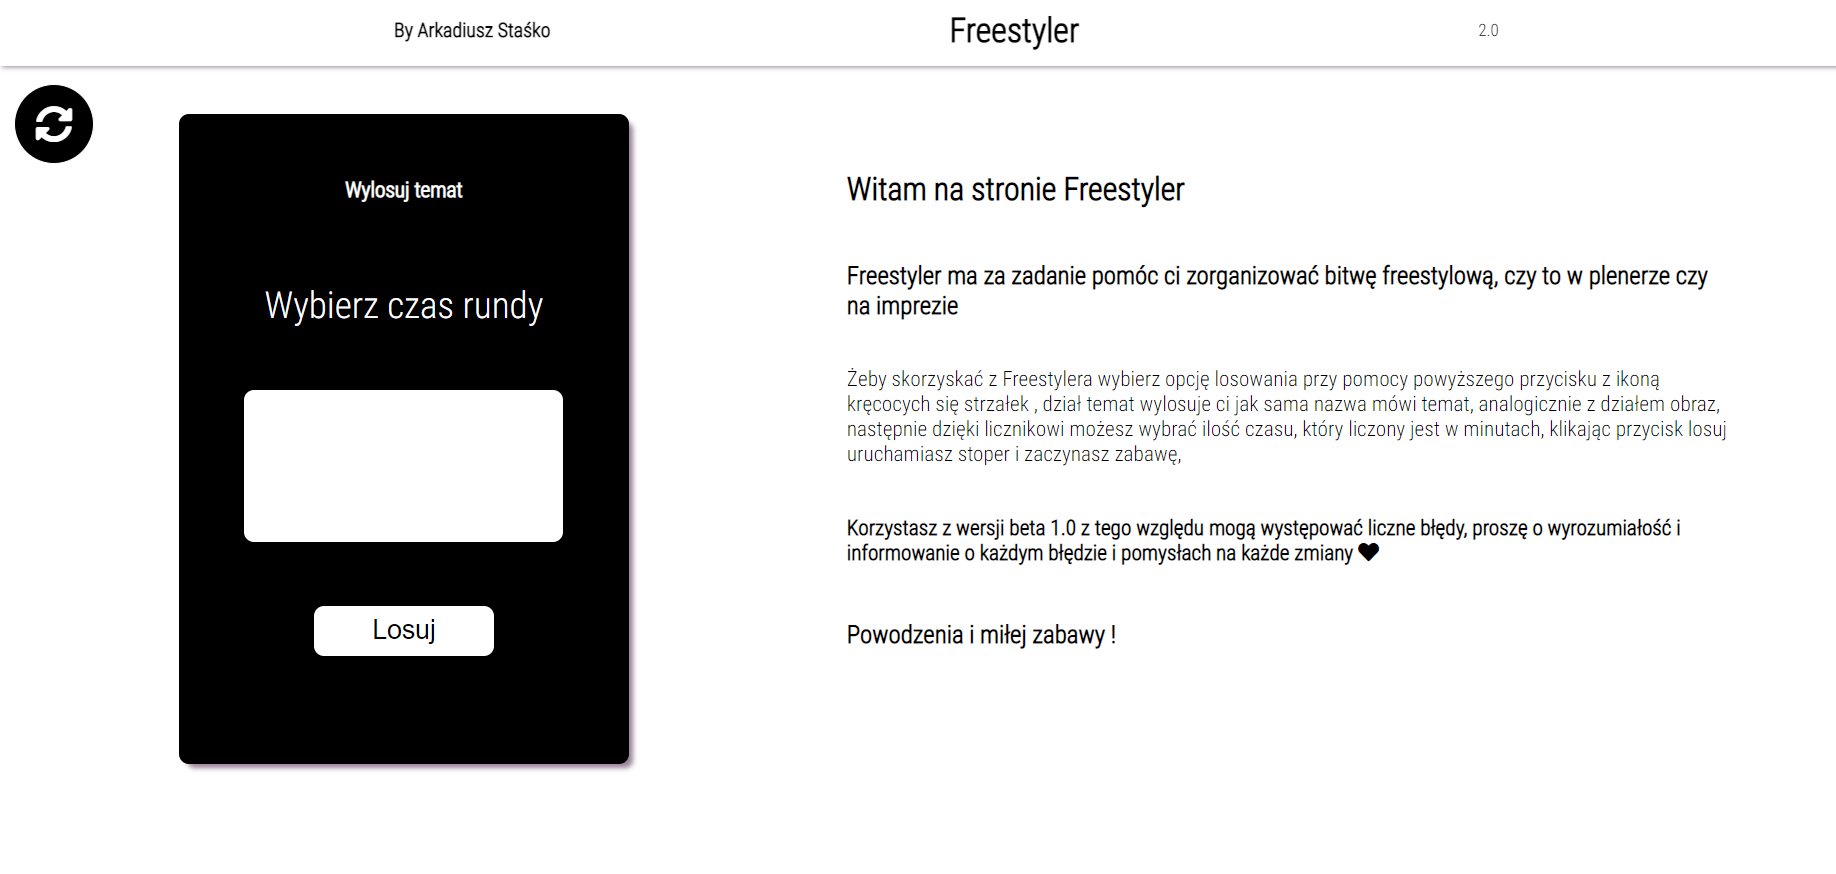 By Arkadiusz Staśko
Freestyler
2.0
Wylosuj temat
Wybierz czas rundy
Losuj
Witam na stronie Freestyler
Freestyler ma za zadanie pomóc ci zorganizować bitwę freestylową, czy to w plenerze czy
na imprezie
Żeby skorzyskać z Freestylera wybierz opcję losowania przy pomocy powyższego przycisku z ikoną
kręcocych się strzałek , dział temat wylosuje ci jak sama nazwa mówi temat, analogicznie z działem obraz,
następnie dzięki licznikowi możesz wybrać ilość czasu, który liczony jest w minutach, klikając przycisk losuj
uruchamiasz stoper i zaczynasz zabawę,
Korzystasz z wersji beta 1.0 z tego względu mogą występować liczne błędy, proszę o wyrozumiałość i
informowanie o każdym błędzie i pomysłach na każde zmiany
Powodzenia i miłej zabawy !